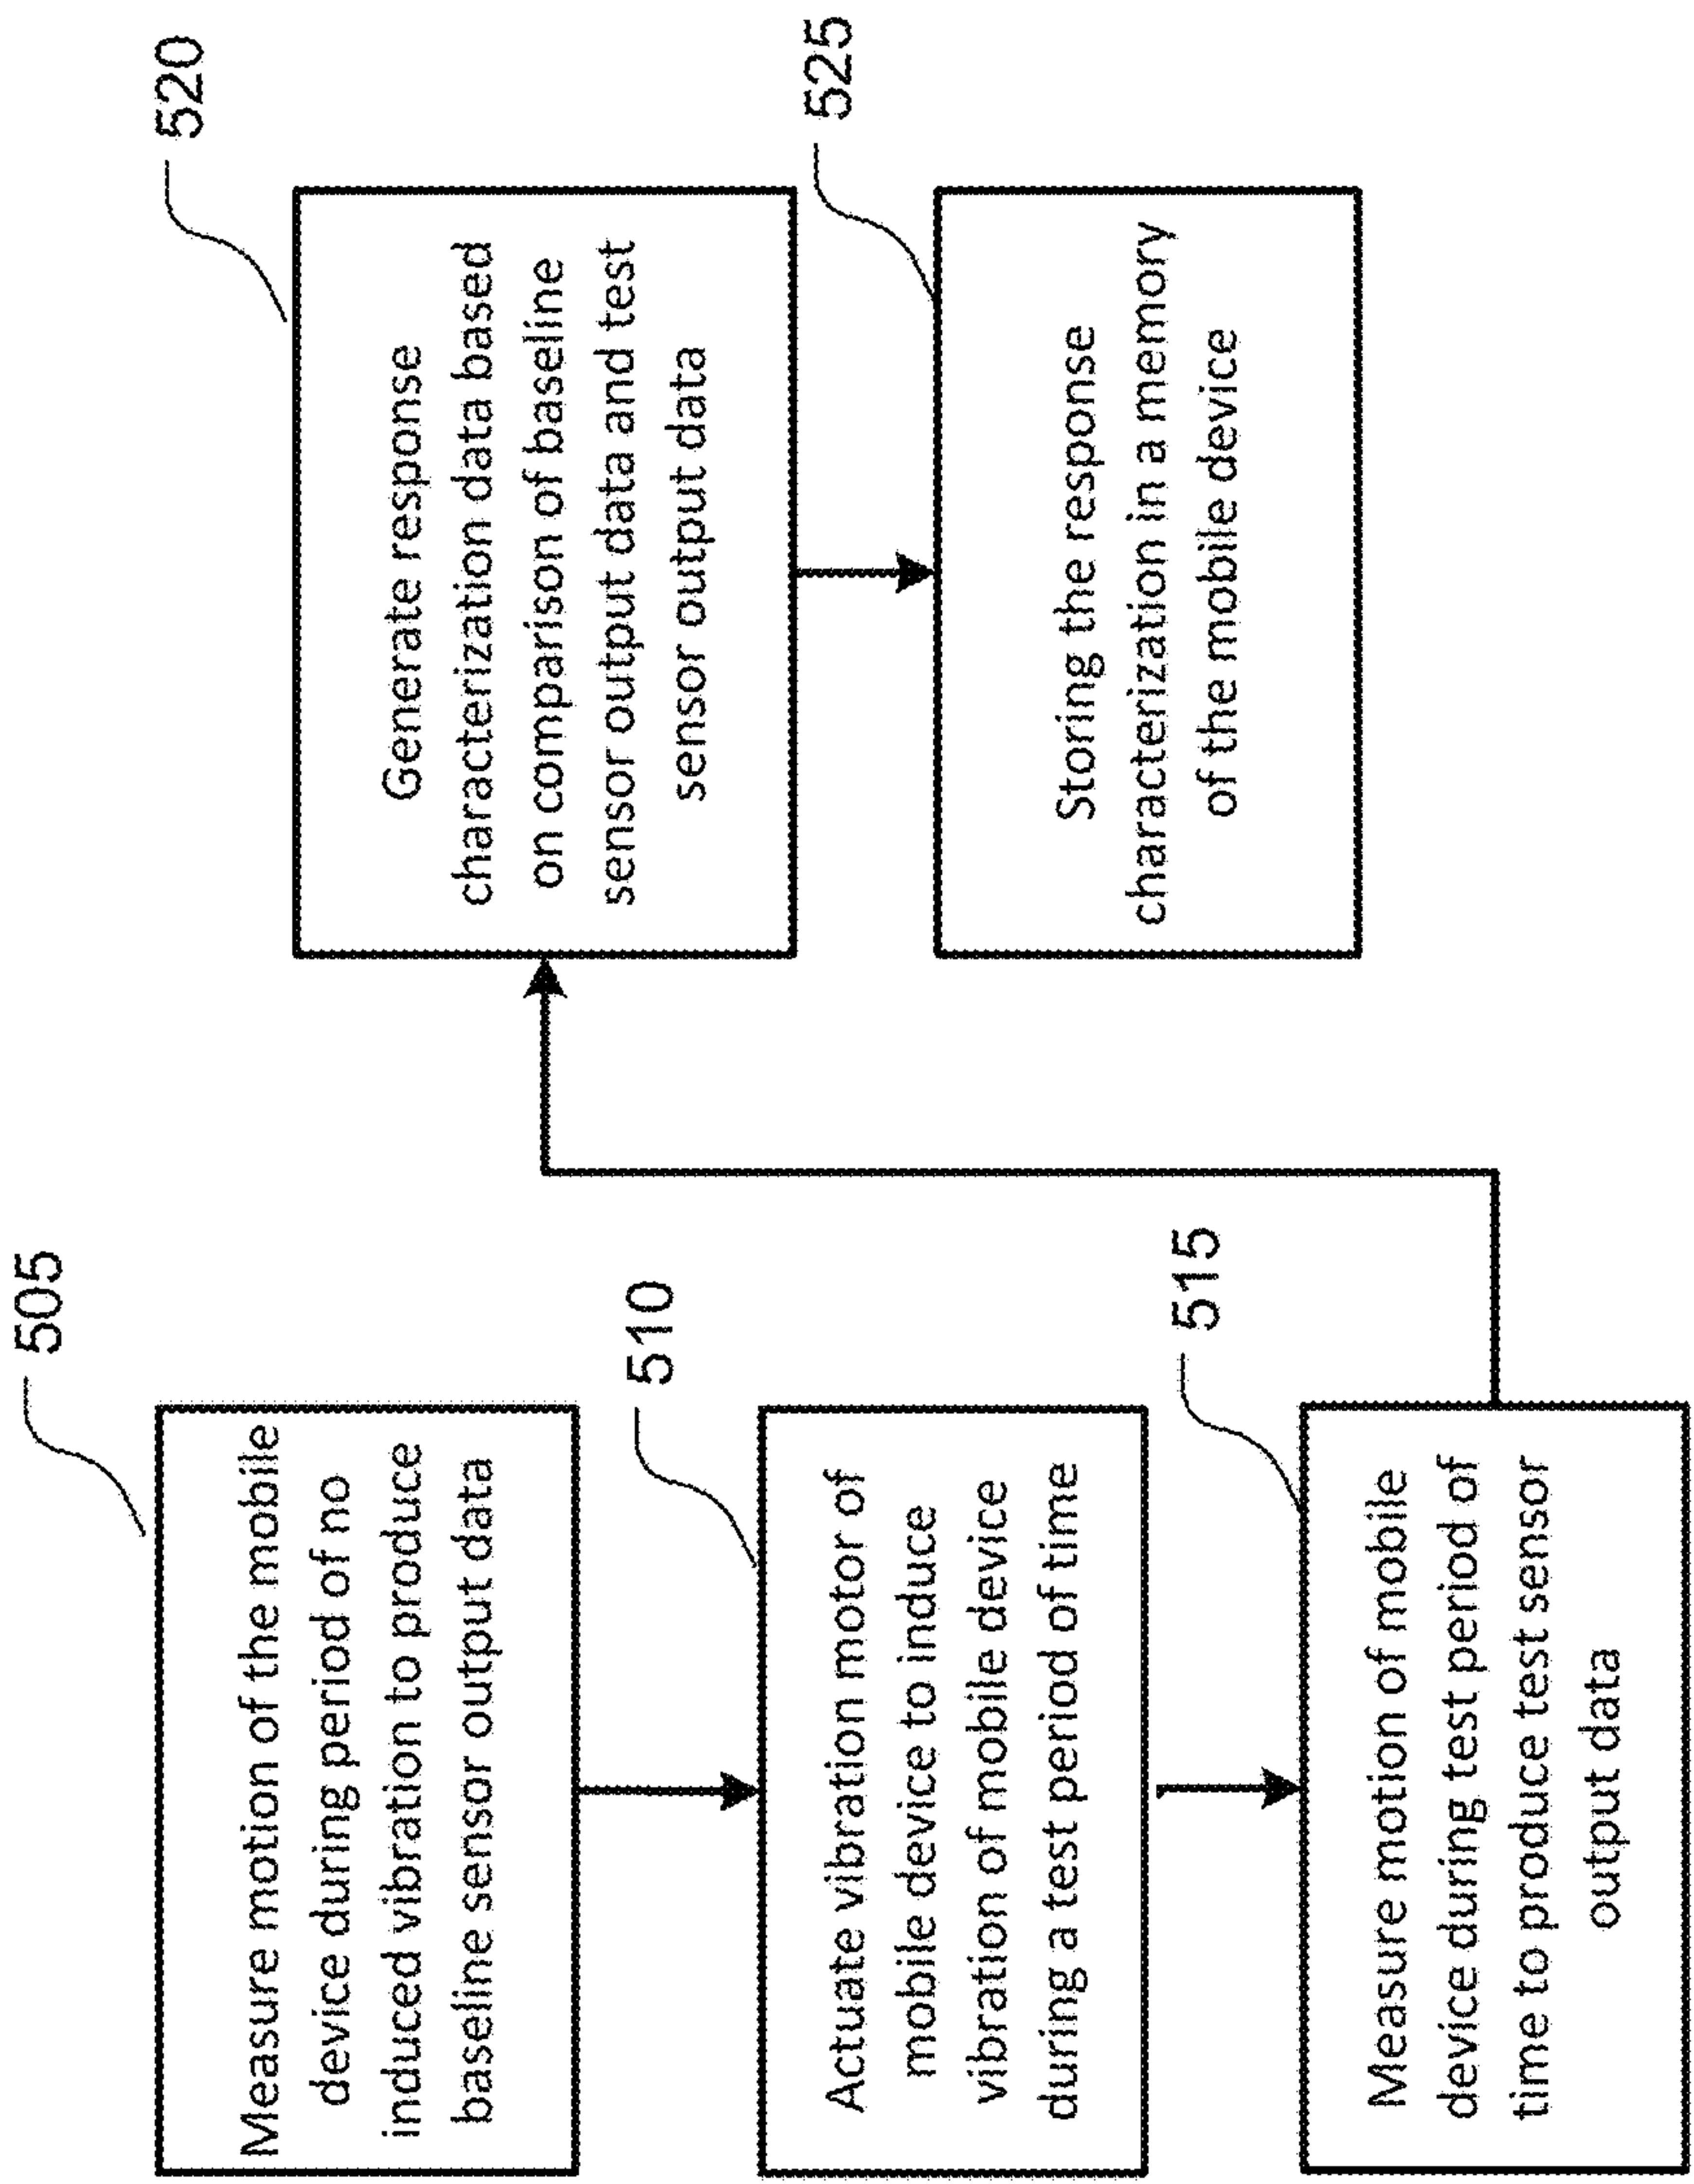 505
Measure motion of the mobile
device during period of no
induced vibration to produce
baseline sensor output data
510
Actuate vibration motor of
mobile device to induce
vibration of mobile device
during a test period of time
515
Measure motion of mobile
device during test period of
time to produce test sensor
output data
520
Generate response
characterization data based
on comparison of baseline
sensor output data and test
sensor output data
525
Storing the response
characterization in a memory
of the mobile device